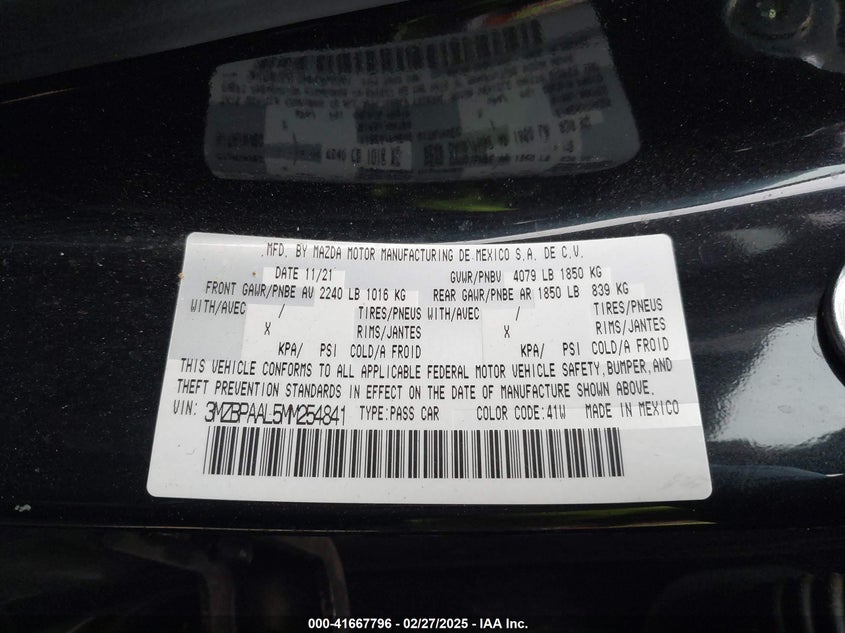 MFD. BY MAZDA MOTOR MANUFACTURING DE MEXICO S.A. DE C.V.
DATE 11/21 GVWR/PNBV 4079 LB 1850 KG
FRONT GAWR/PNBE AV 2240 LB 1016 KG REAR GAWR/PNBE AR 1850 LB 839 KG
WITH/AVEC / TIRES/PNEUS WITH/AVEC / TIRES/PNEUS
X RIMS/JANTES X RIMS/JANTES
KPA/ PSI COLD/A FROID KPA/ PSI COLD/A FROID
THIS VEHICLE CONFORMS TO ALL APPLICABLE FEDERAL MOTOR VEHICLE SAFETY, BUMPER, AND
THEFT PREVENTION STANDARDS IN EFFECT ON THE DATE OF MANUFACTURE SHOWN ABOVE.
VIN: 3MZBPAAL5MM254841 TYPE:PASS CAR COLOR CODE:41W MADE IN MEXICO
000-41667796 - 02/27/2025 - IAA Inc.